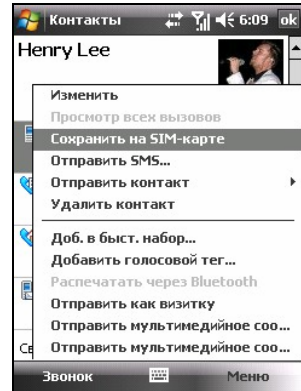 Контакты 6:09 ok
Henry Lee
Изменить
Просмотр всех вызовов
Сохранить на SIM-карте
Отправить SMS...
Отправить контакт
Удалить контакт
Доб. в быст. набор...
Добавить голосовой тег...
Распечатать через Bluetooth
Отправить как визитку
Отправить мультимедийное соо...
Отправить мультимедийное соо...
Звонок Меню